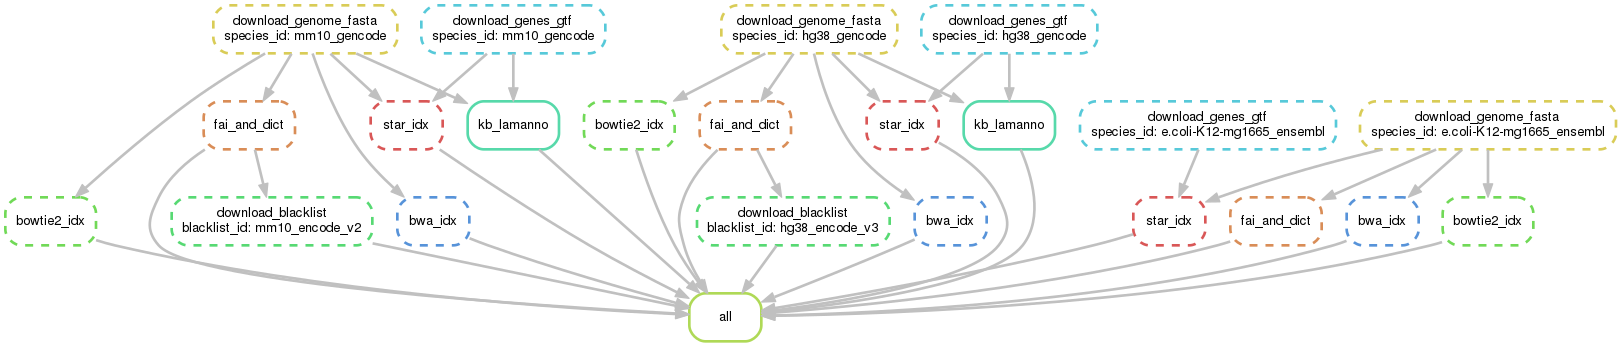 download_genome_fasta
species_id: mm10_gencode
download_genes_gtf
species_id: mm10_gencode
download_genome_fasta
species_id: hg38_gencode
download_genes_gtf
species_id: hg38_gencode
fai_and_dict
star_idx
kb_lamanno
bowtie2_idx
fai_and_dict
star_idx
kb_lamanno
download_genes_gtf
species_id: e.coli-K12-mg1665_ensembl
download_genome_fasta
species_id: e.coli-K12-mg1665_ensembl
bowtie2_idx
download_blacklist
blacklist_id: mm10_encode_v2
bwa_idx
download_blacklist
blacklist_id: hg38_encode_v3
bwa_idx
star_idx
fai_and_dict
bwa_idx
bowtie2_idx
all